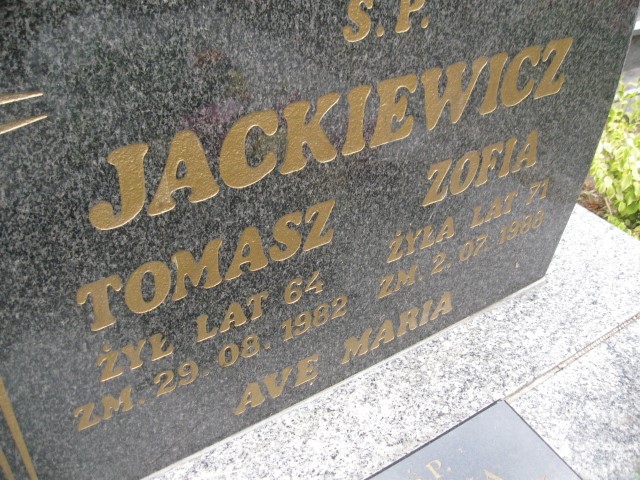 Ś.P.
JACKIEWICZ
TOMASZ
ŻYŁ LAT 64
ZM. 29.08.1982
ZOFIA
ŻYŁA LAT 71
ZM. 2.07.1988
AVE MARIA
Ś.P.